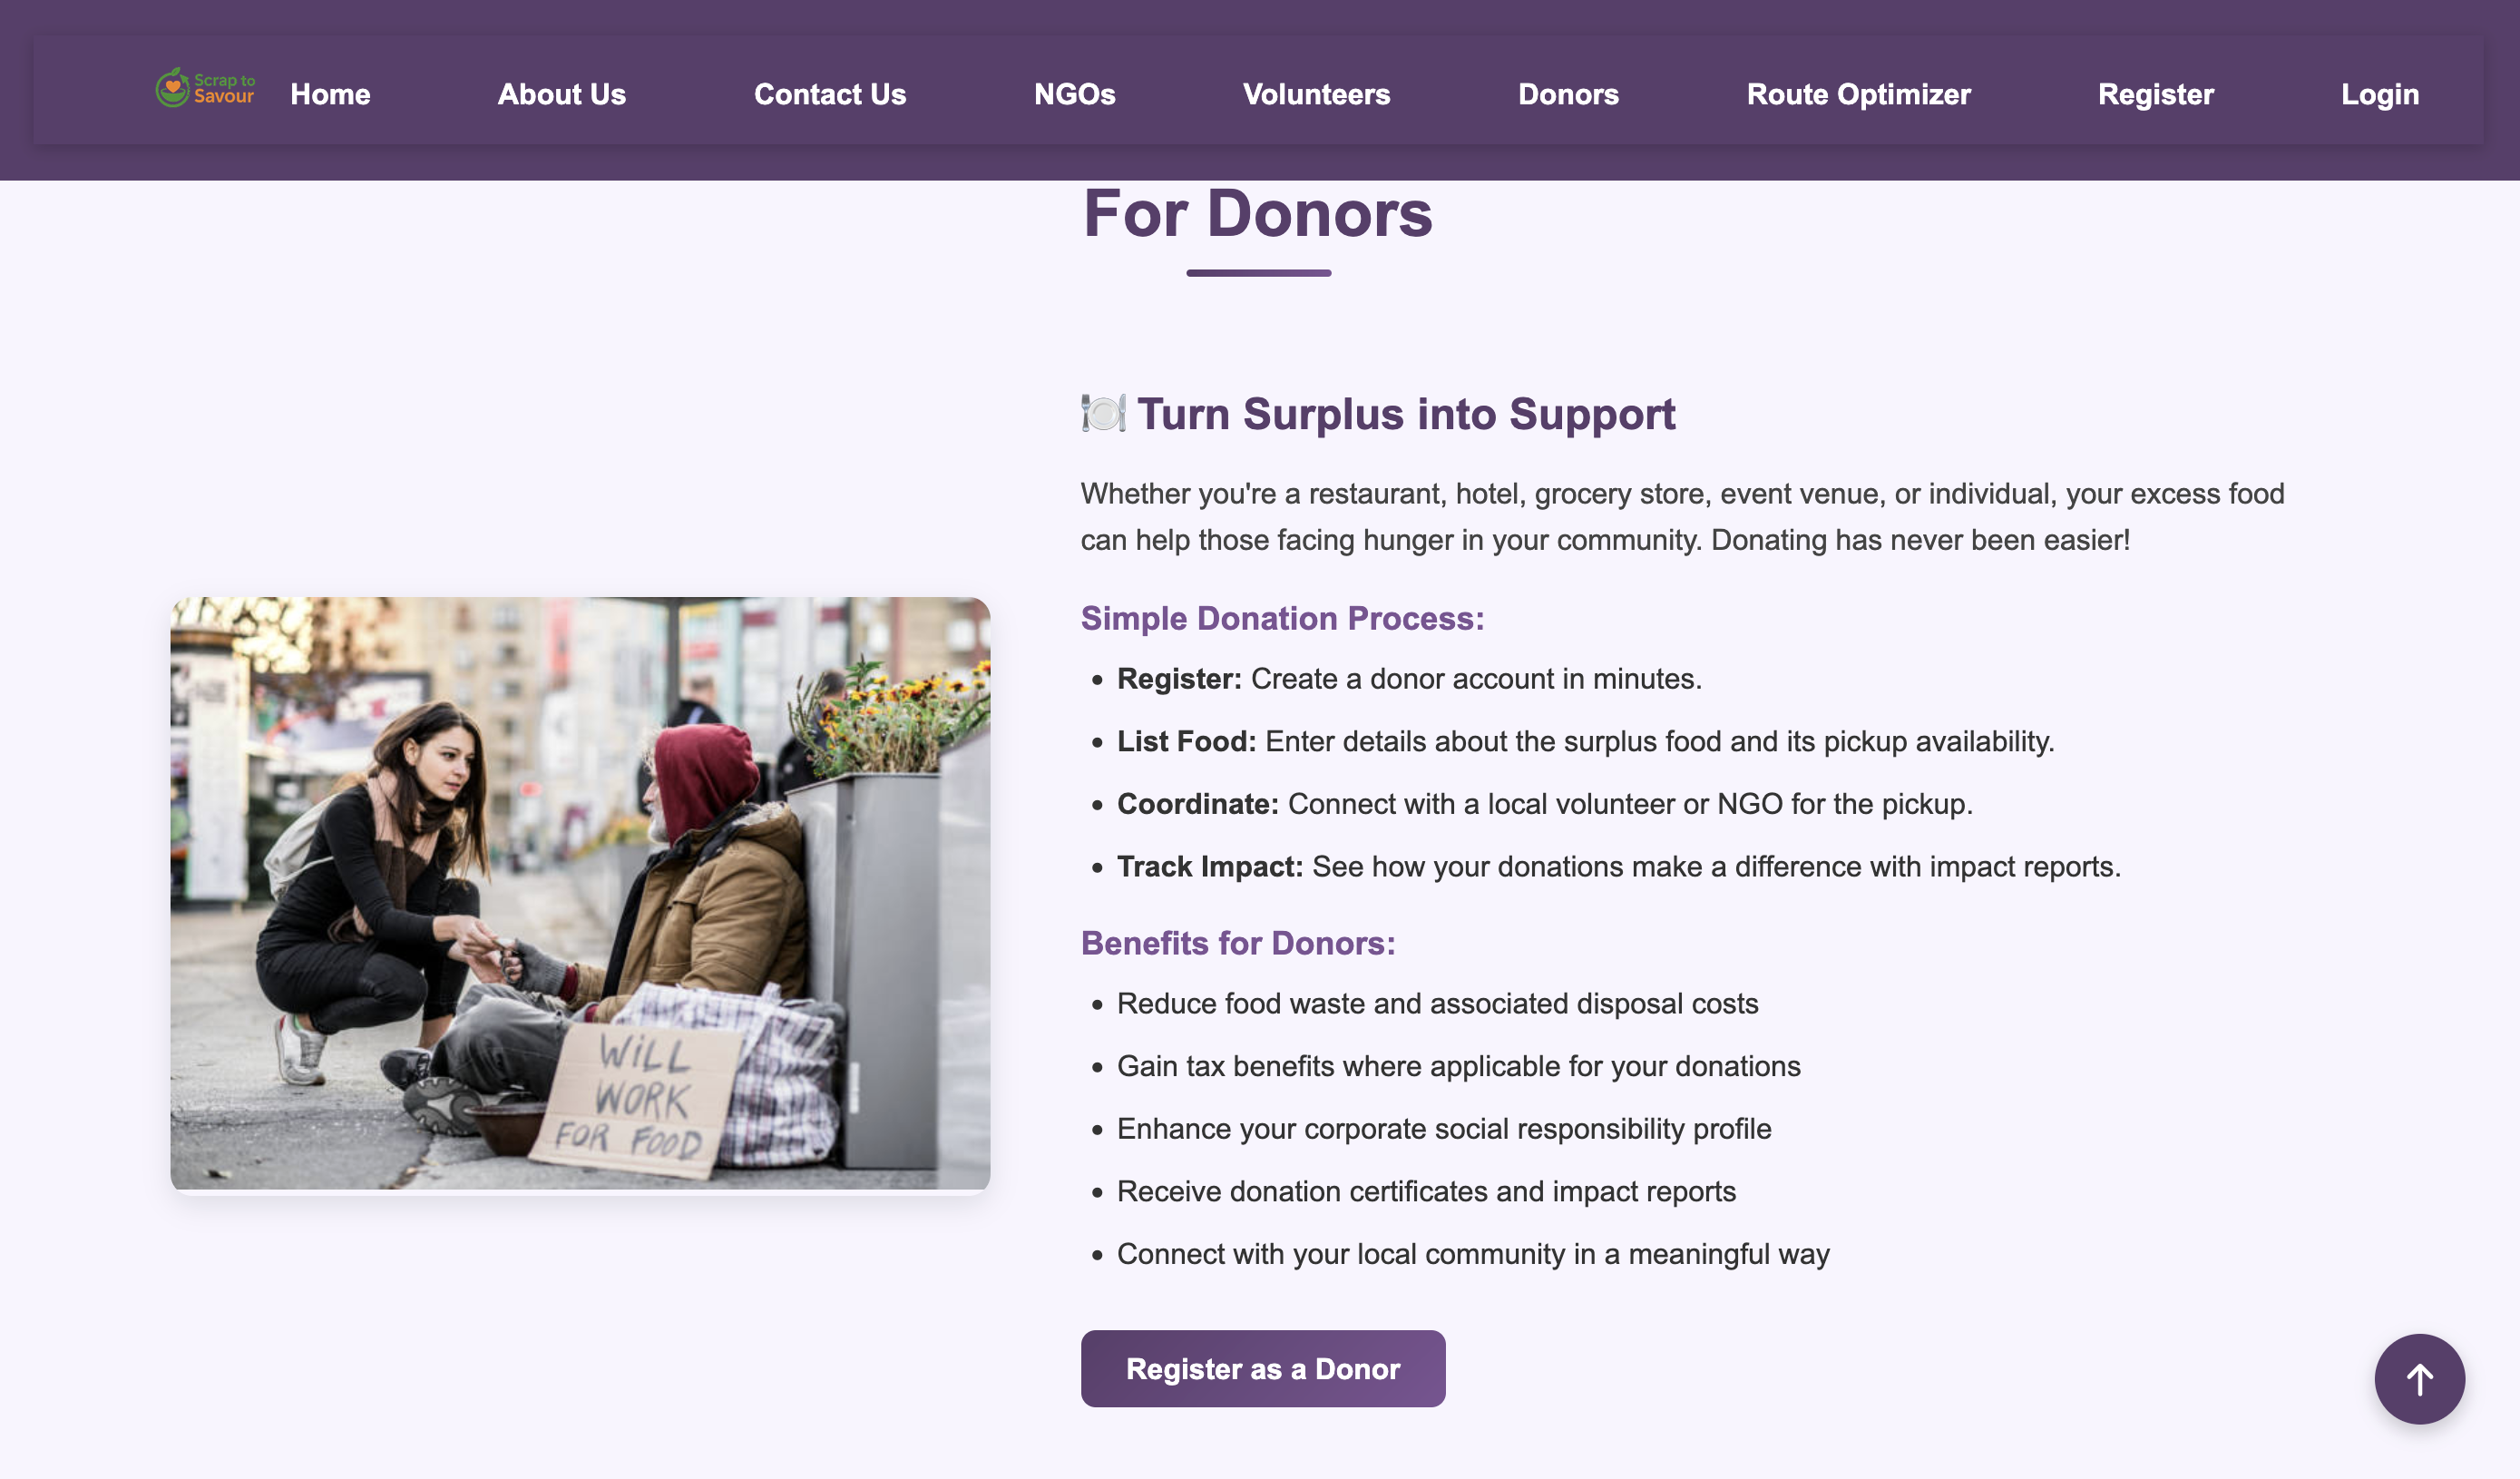 Scrap to
Savour
Home
About Us
Contact Us
NGOs
Volunteers
Donors
Route Optimizer
Register
Login
For Donors
🍽️ Turn Surplus into Support
Whether you're a restaurant, hotel, grocery store, event venue, or individual, your excess food
can help those facing hunger in your community. Donating has never been easier!
Simple Donation Process:
• Register: Create a donor account in minutes.
• List Food: Enter details about the surplus food and its pickup availability.
• Coordinate: Connect with a local volunteer or NGO for the pickup.
• Track Impact: See how your donations make a difference with impact reports.
Benefits for Donors:
• Reduce food waste and associated disposal costs
• Gain tax benefits where applicable for your donations
• Enhance your corporate social responsibility profile
• Receive donation certificates and impact reports
• Connect with your local community in a meaningful way
Register as a Donor
WILL
WORK
FOR FOOD